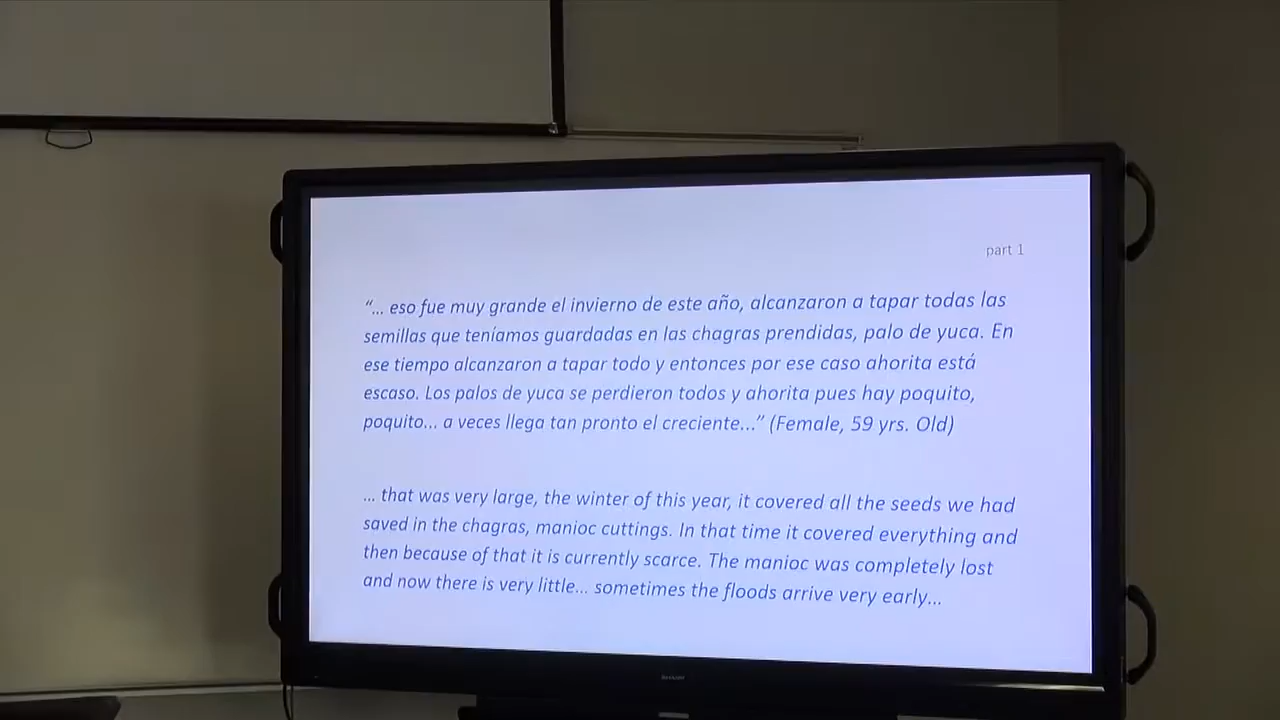 part 1
“... eso fue muy grande el invierno de este año, alcanzaron a tapar todas las
semillas que teníamos guardadas en las chagras prendidas, palo de yuca. En
ese tiempo alcanzaron a tapar todo y entonces por ese caso ahorita está
escaso. Los palos de yuca se perdieron todos y ahorita pues hay poquito,
poquito... a veces llega tan pronto el creciente...” (Female, 59 yrs. Old)
... that was very large, the winter of this year, it covered all the seeds we had
saved in the chagras, manioc cuttings. In that time it covered everything and
then because of that it is currently scarce. The manioc was completely lost
and now there is very little... sometimes the floods arrive very early...
SHARP